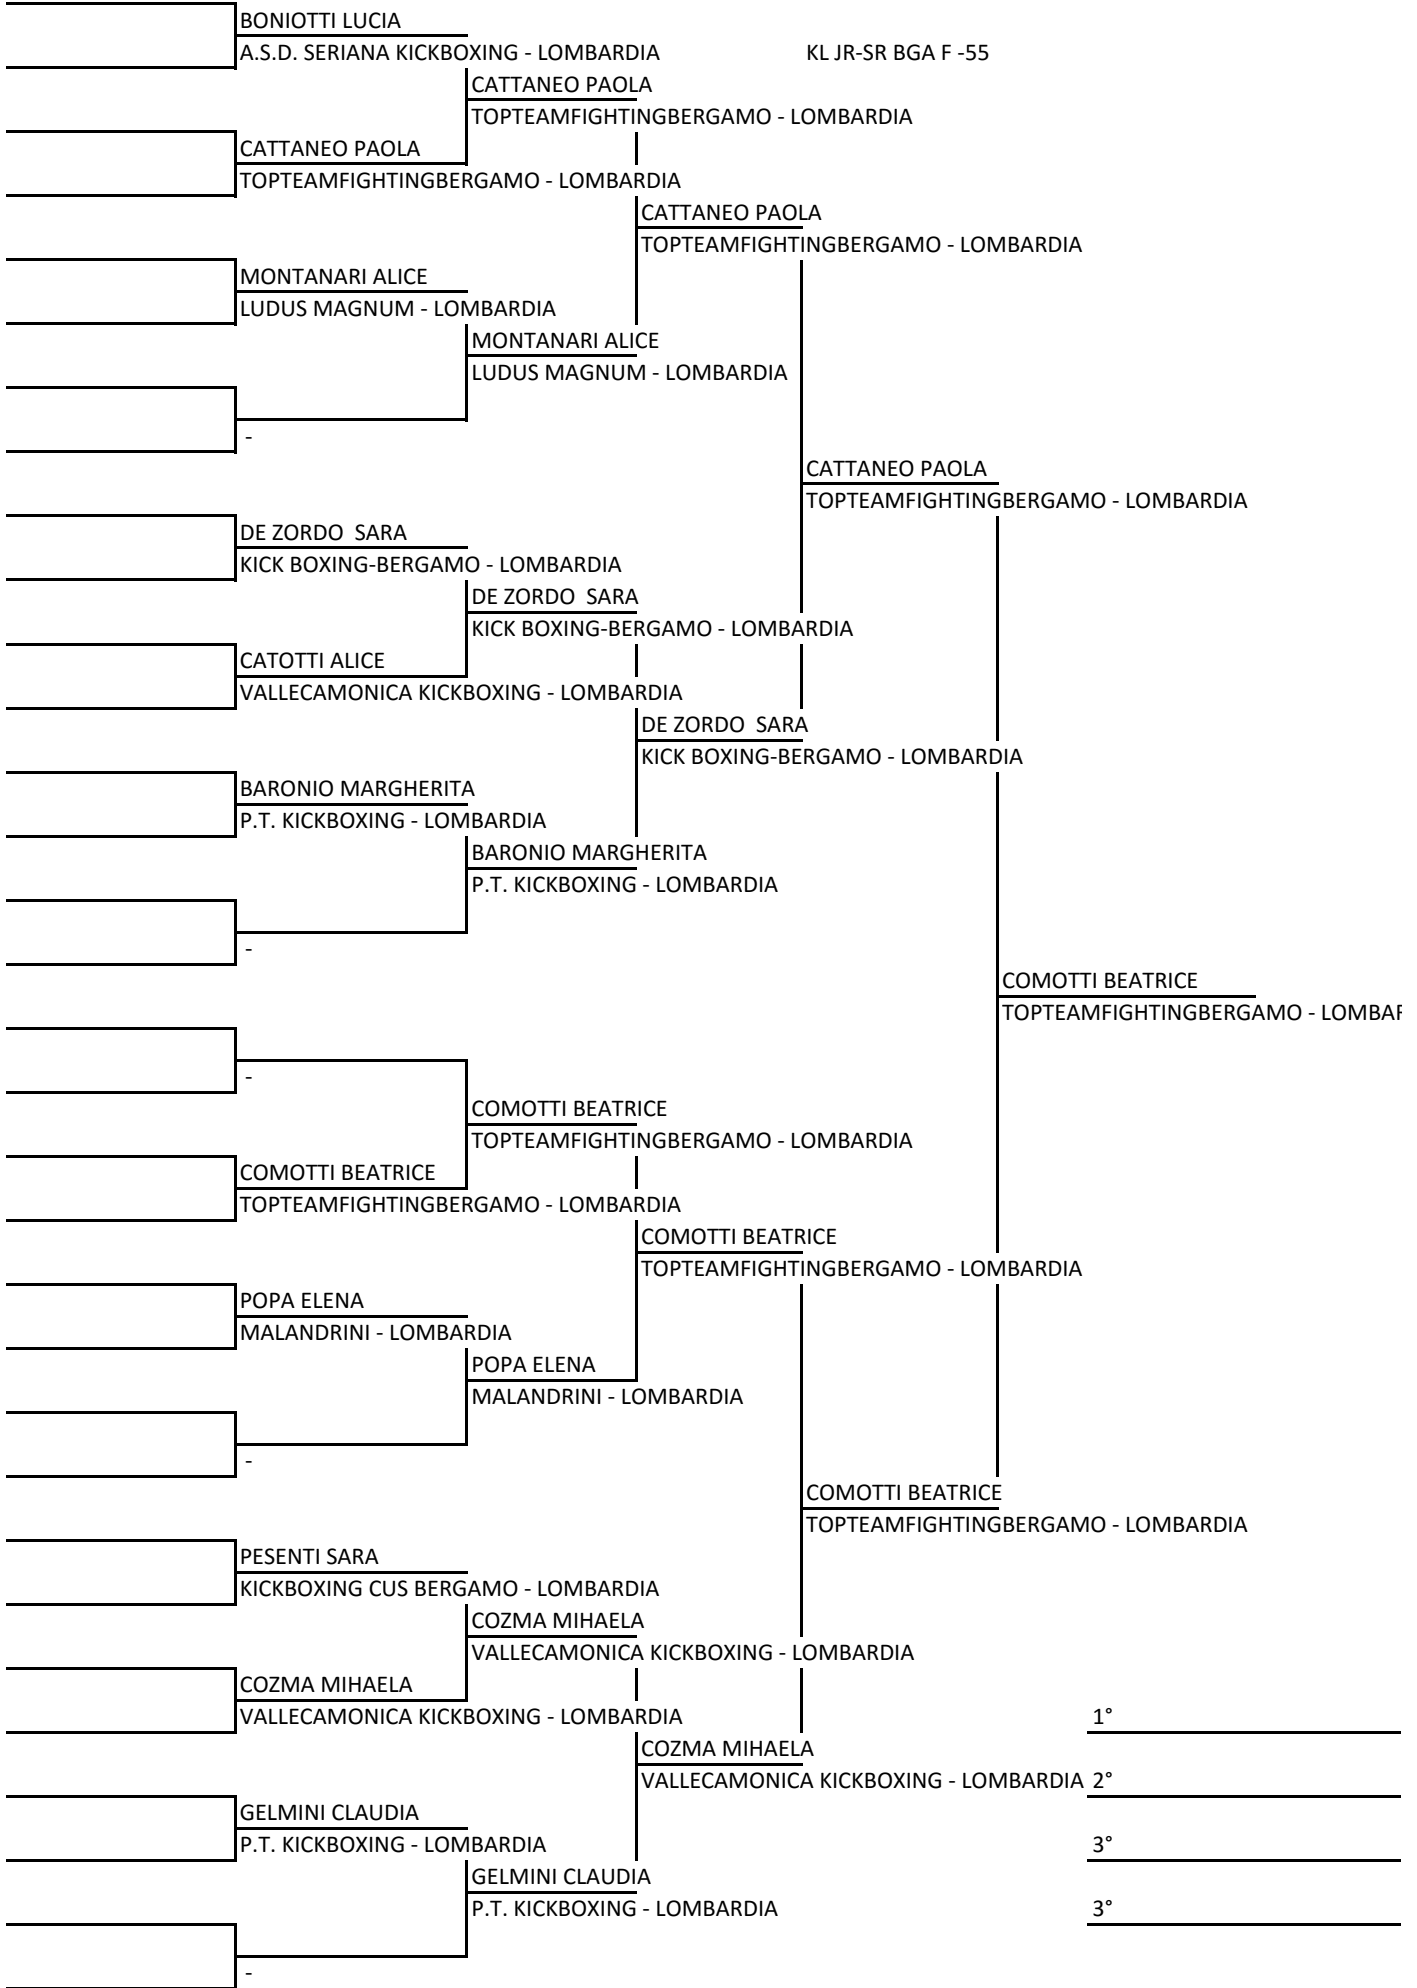 BONIOTTI LUCIA
A.S.D. SERIANA KICKBOXING - LOMBARDIA KL JR-SR BGA F -55
CATTANEO PAOLA
TOPTEAMFIGHTINGBERGAMO - LOMBARDIA
CATTANEO PAOLA
TOPTEAMFIGHTINGBERGAMO - LOMBARDIA
CATTANEO PAOLA
TOPTEAMFIGHTINGBERGAMO - LOMBARDIA
MONTANARI ALICE
LUDUS MAGNUM - LOMBARDIA
MONTANARI ALICE
LUDUS MAGNUM - LOMBARDIA
-
CATTANEO PAOLA
TOPTEAMFIGHTINGBERGAMO - LOMBARDIA
DE ZORDO  SARA
KICK BOXING-BERGAMO - LOMBARDIA
DE ZORDO  SARA
KICK BOXING-BERGAMO - LOMBARDIA
CATOTTI ALICE
VALLECAMONICA KICKBOXING - LOMBARDIA
DE ZORDO  SARA
KICK BOXING-BERGAMO - LOMBARDIA
BARONIO MARGHERITA
P.T. KICKBOXING - LOMBARDIA
BARONIO MARGHERITA
P.T. KICKBOXING - LOMBARDIA
-
COMOTTI BEATRICE
TOPTEAMFIGHTINGBERGAMO - LOMBAR
-
COMOTTI BEATRICE
TOPTEAMFIGHTINGBERGAMO - LOMBARDIA
COMOTTI BEATRICE
TOPTEAMFIGHTINGBERGAMO - LOMBARDIA
COMOTTI BEATRICE
TOPTEAMFIGHTINGBERGAMO - LOMBARDIA
POPA ELENA
MALANDRINI - LOMBARDIA
POPA ELENA
MALANDRINI - LOMBARDIA
-
COMOTTI BEATRICE
TOPTEAMFIGHTINGBERGAMO - LOMBARDIA
PESENTI SARA
KICKBOXING CUS BERGAMO - LOMBARDIA
COZMA MIHAELA
VALLECAMONICA KICKBOXING - LOMBARDIA
COZMA MIHAELA
VALLECAMONICA KICKBOXING - LOMBARDIA 1°
COZMA MIHAELA
VALLECAMONICA KICKBOXING - LOMBARDIA 2°
GELMINI CLAUDIA
P.T. KICKBOXING - LOMBARDIA 3°
GELMINI CLAUDIA
P.T. KICKBOXING - LOMBARDIA 3°
-